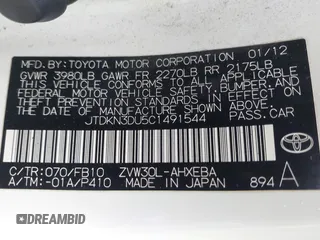 MFD. BY: TOYOTA MOTOR CORPORATION 01/12
GVWR 3980LB GAWR FR 2270LB RR 2175LB
THIS VEHICLE CONFORMS TO ALL APPLICABLE
FEDERAL MOTOR VEHICLE SAFETY, BUMPER, AND
THEFT PREVENTION STANDARDS IN EFFECT ON
THE DATE OF MANUFACTURE SHOWN ABOVE.
JTDKN3DU5C1491544 PASS.CAR
TOYOTA
C/TR: 070/FB10 ZVW30L-AHXEBA
A/TM: -01A/P410 MADE IN JAPAN 894 A
DREAMBID DREAMBID